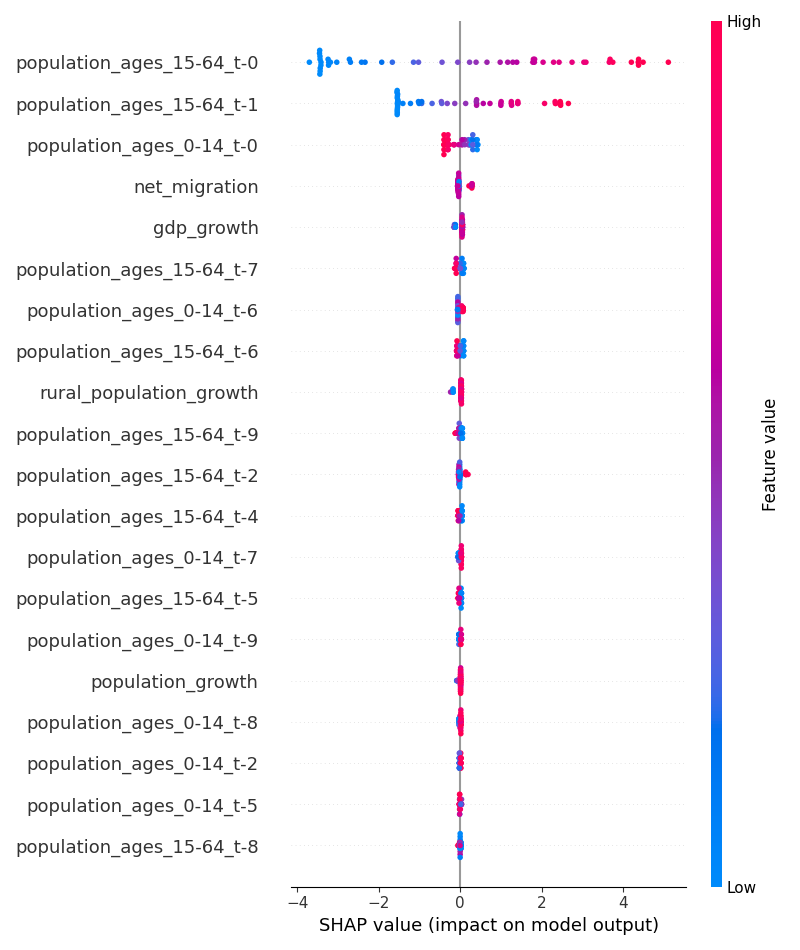 High
population_ages_15-64_t-0
population_ages_15-64_t-1
population_ages_0-14_t-0
net_migration
gdp_growth
population_ages_15-64_t-7
population_ages_0-14_t-6
population_ages_15-64_t-6
rural_population_growth
population_ages_15-64_t-9
population_ages_15-64_t-2
population_ages_15-64_t-4
population_ages_0-14_t-7
population_ages_15-64_t-5
population_ages_0-14_t-9
population_growth
population_ages_0-14_t-8
population_ages_0-14_t-2
population_ages_0-14_t-5
population_ages_15-64_t-8
Feature value
Low
−4 −2 0 2 4
SHAP value (impact on model output)